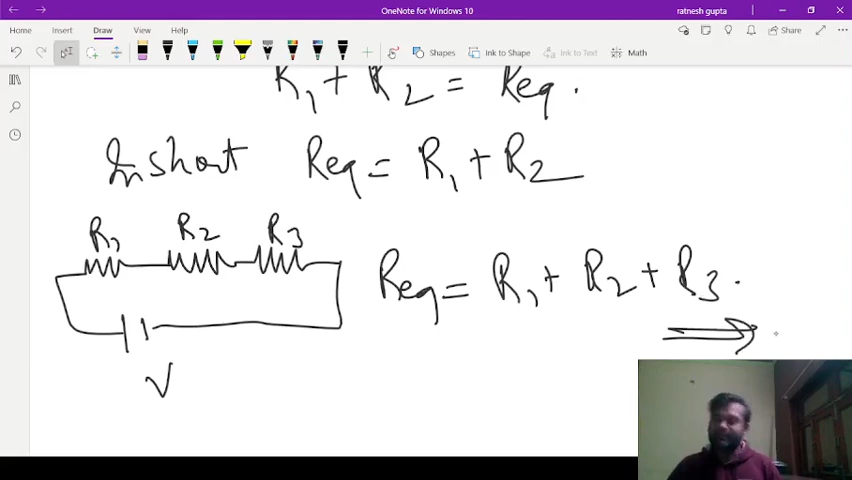 OneNote for Windows 10
ratnesh gupta
Home Insert Draw View Help
Share
Shapes Ink to Shape Ink to Text Math
R1 + R2 = Req.
In short Req = R1 + R2
R1 R2 R3
Req = R1 + R2 + R3.
V